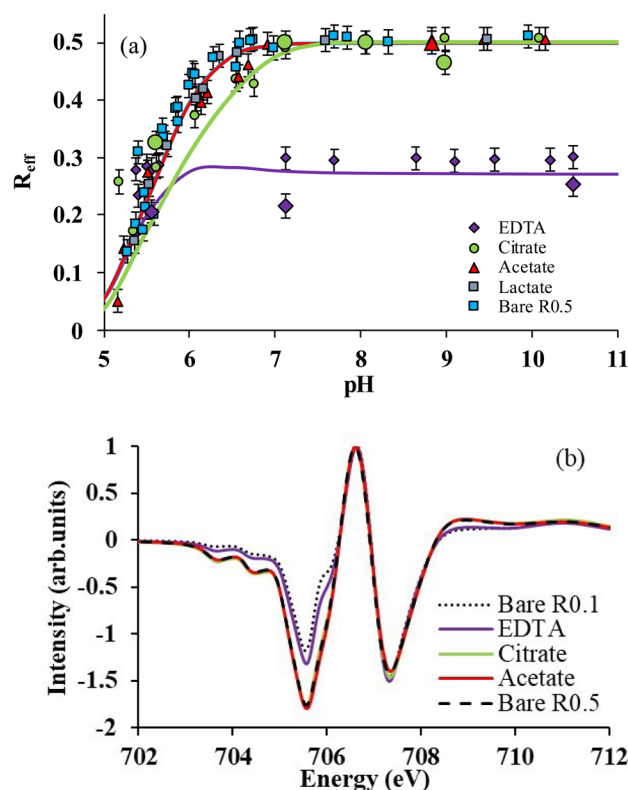 (a)
0.5
0.4
0.3
0.2
0.1
0
R_eff
EDTA
Citrate
Acetate
Lactate
Bare R0.5
5 6 7 8 9 10 11
pH
(b)
1
0.5
0
-0.5
-1
-1.5
-2
Intensity (arb.units)
Bare R0.1
EDTA
Citrate
Acetate
Bare R0.5
702 704 706 708 710 712
Energy (eV)